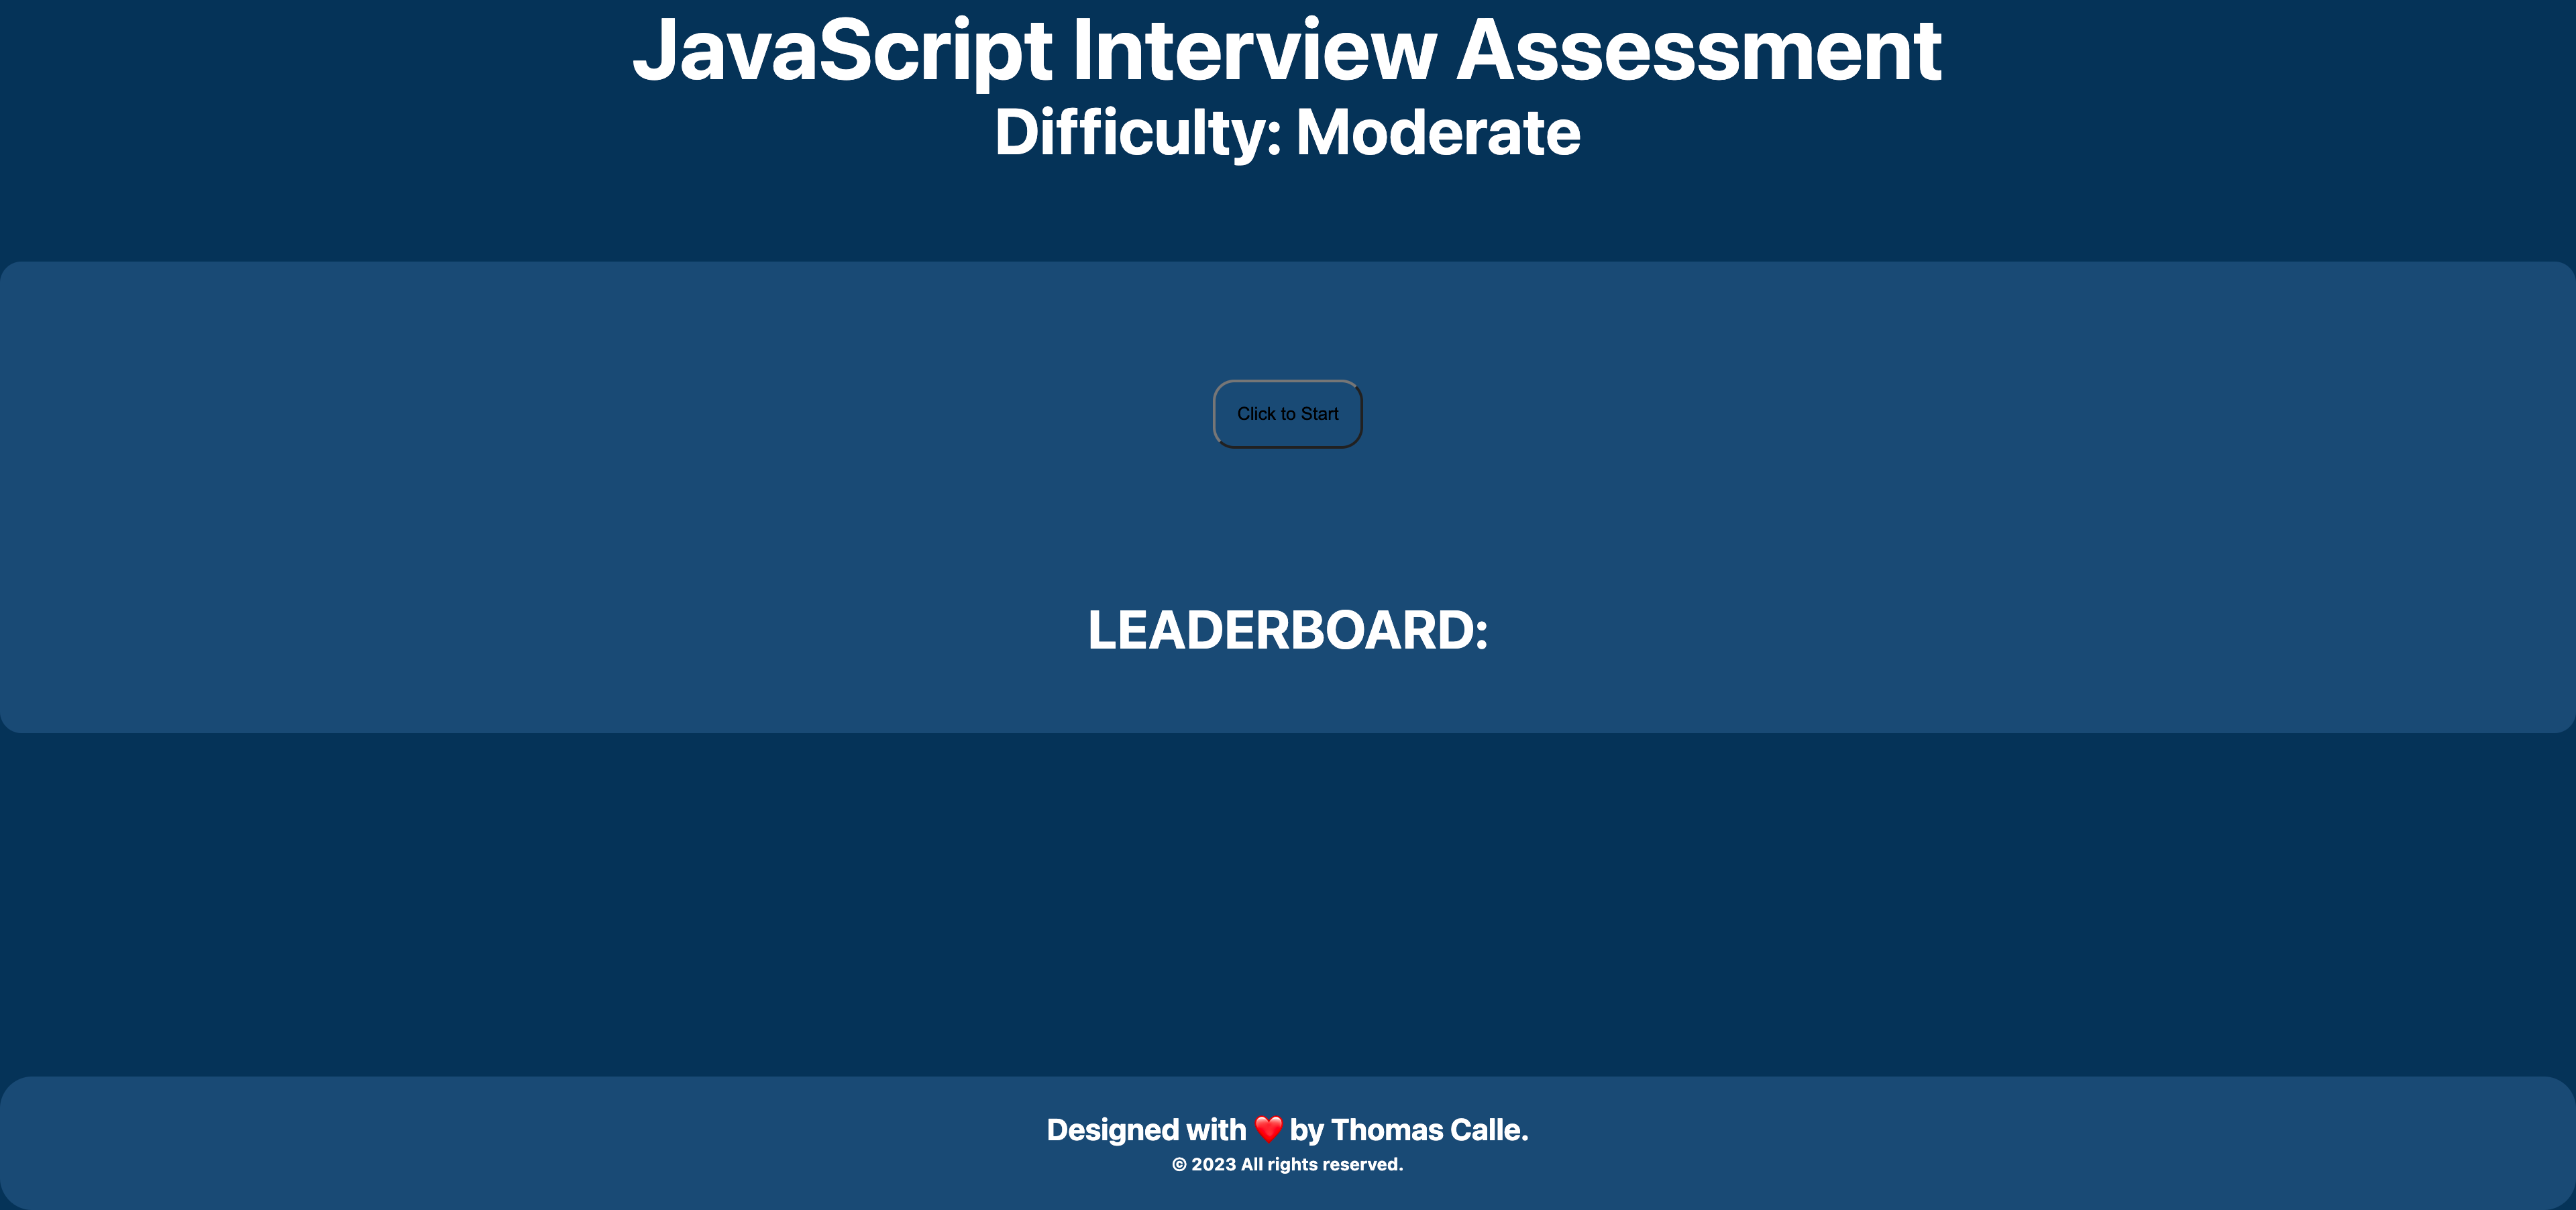 JavaScript Interview Assessment
Difficulty: Moderate
Click to Start
LEADERBOARD:
Designed with ❤️ by Thomas Calle.
© 2023 All rights reserved.